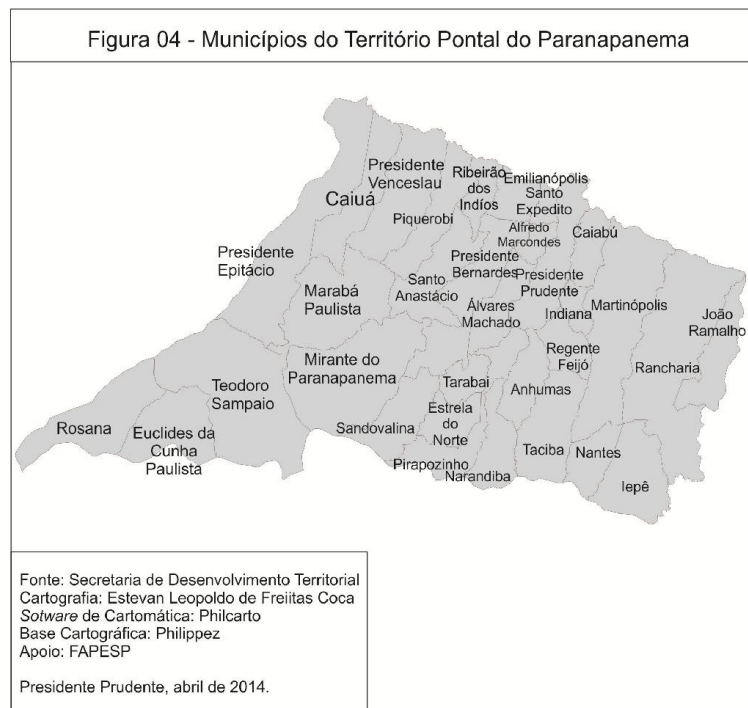 Figura 04 - Municípios do Território Pontal do Paranapanema
Presidente
Venceslau
Ribeirão
dos
Indíos
Emilianópolis
Santo
Expedito
Caiuá
Piquerobi
Alfredo
Marcondes
Caiabú
Presidente
Epitácio
Presidente
Bernardes
Marabá
Paulista
Santo
Anastácio
Presidente
Prudente
Álvares
Machado
Indiana
Martinópolis
João
Ramalho
Mirante do
Paranapanema
Regente
Feijó
Rancharia
Teodoro
Sampaio
Tarabai
Anhumas
Estrela
do
Norte
Rosana
Euclides da
Cunha
Paulista
Sandovalina
Pirapozinho
Narandiba
Taciba
Nantes
Iepê
Fonte: Secretaria de Desenvolvimento Territorial
Cartografia: Estevan Leopoldo de Freiitas Coca
Sotware de Cartomática: Philcarto
Base Cartográfica: Philippez
Apoio: FAPESP
Presidente Prudente, abril de 2014.